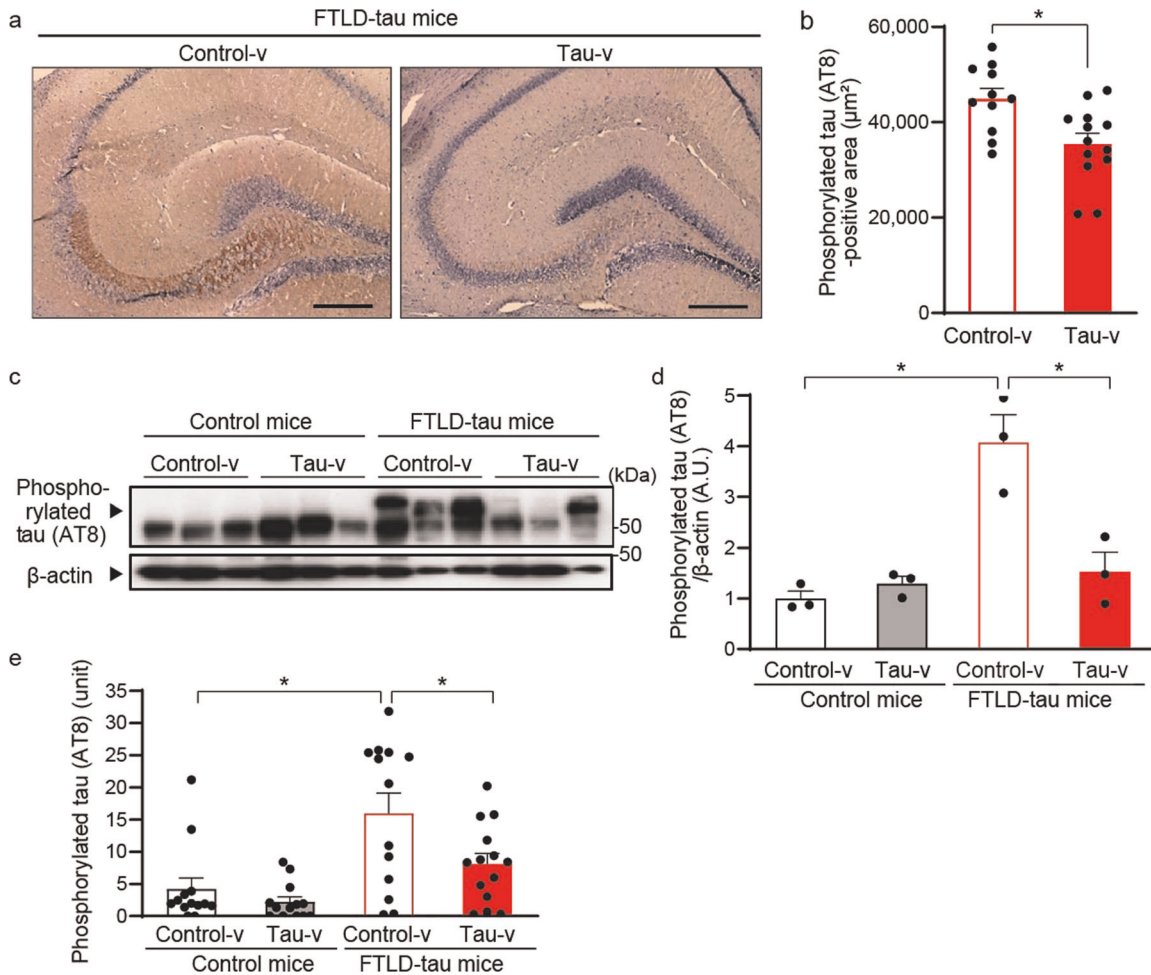 a
FTLD-tau mice
Control-v
Tau-v
b
60,000
40,000
20,000
0
Phosphorylated tau (AT8)
-positive area (µm²)
*
Control-v
Tau-v
c
Control mice
FTLD-tau mice
Control-v
Tau-v
Control-v
Tau-v
(kDa)
Phospho-
rylated
tau (AT8)
50
50
β-actin
d
Phosphorylated tau (AT8)
/β-actin (A.U.)
5
4
5
2
1
0
*
*
Control-v
Tau-v
Control-v
Tau-v
Control mice
FTLD-tau mice
e
Phosphorylated tau (AT8) (unit)
35
30
25
20
15
10
5
0
*
*
Control-v
Tau-v
Control-v
Tau-v
Control mice
FTLD-tau mice